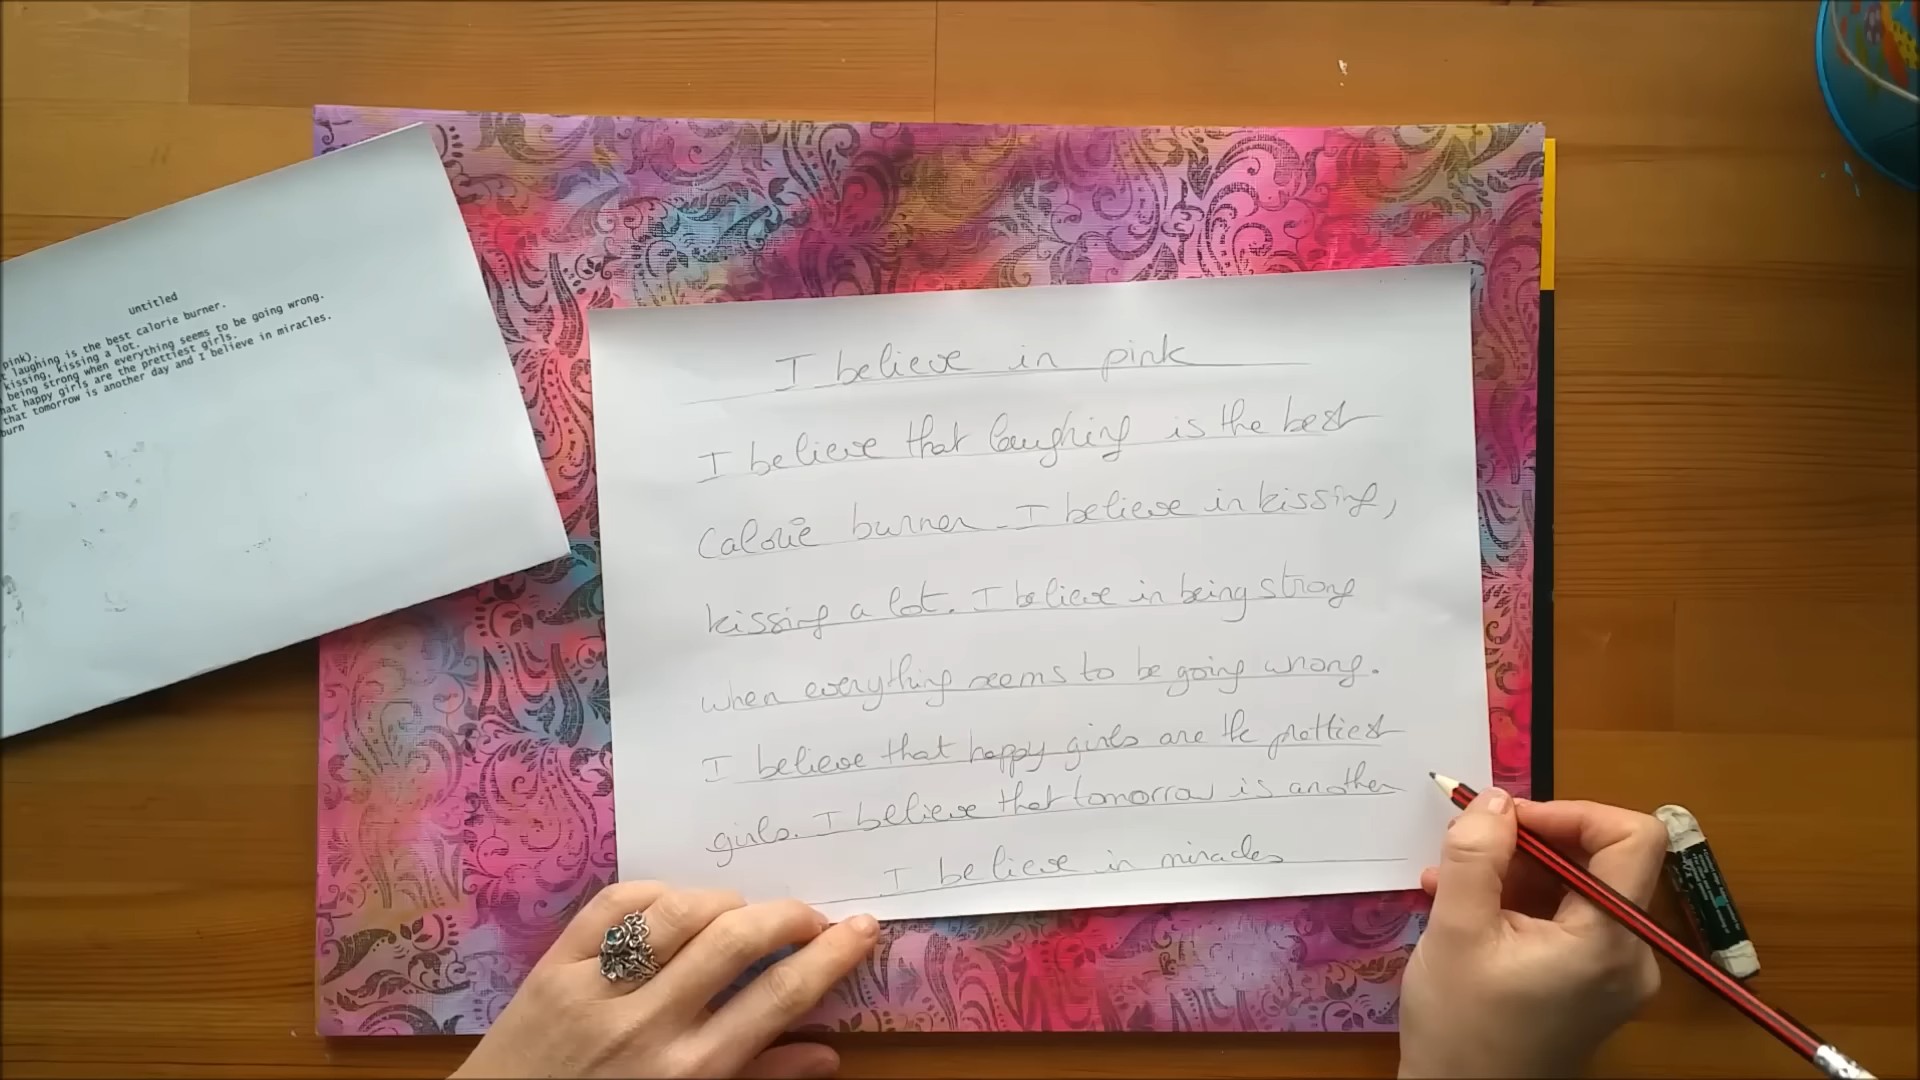 untitled
pink).
t laughing is the best calorie burner.
kissing, kissing a lot.
being strong when everything seems to be going wrong.
hat happy girls are the prettiest girls.
that tomorrow is another day and I believe in miracles.
burn
I believe in pink
I believe that laughing is the best
Calorie burner - I believe in kissing,
kissing a lot. I believe in being strong
when everything seems to be going wrong.
I believe that happy girls are the prettiest
girls. I believe that tomorrow is another
I believe in miracles